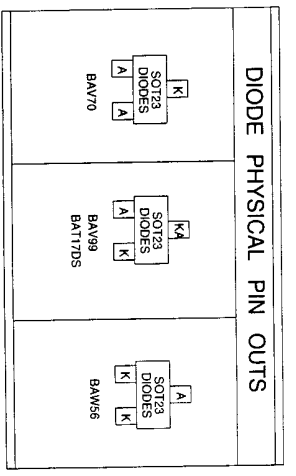 DIODE PHYSICAL PIN OUTS
K
SOT23
DIODES
A
A
BAV70
KA
SOT23
DIODES
A
K
BAV99
BAT17DS
A
SOT23
DIODES
K
K
BAW56